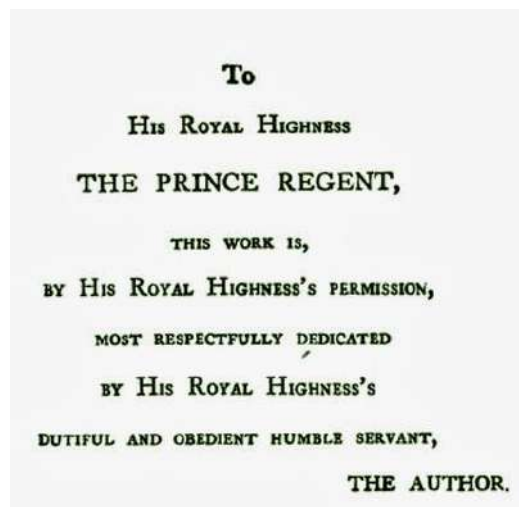 To
His Royal Highness
THE PRINCE REGENT,
THIS WORK IS,
BY His Royal Highness's PERMISSION,
MOST RESPECTFULLY DEDICATED
BY His Royal Highness's
DUTIFUL AND OBEDIENT HUMBLE SERVANT,
THE AUTHOR.